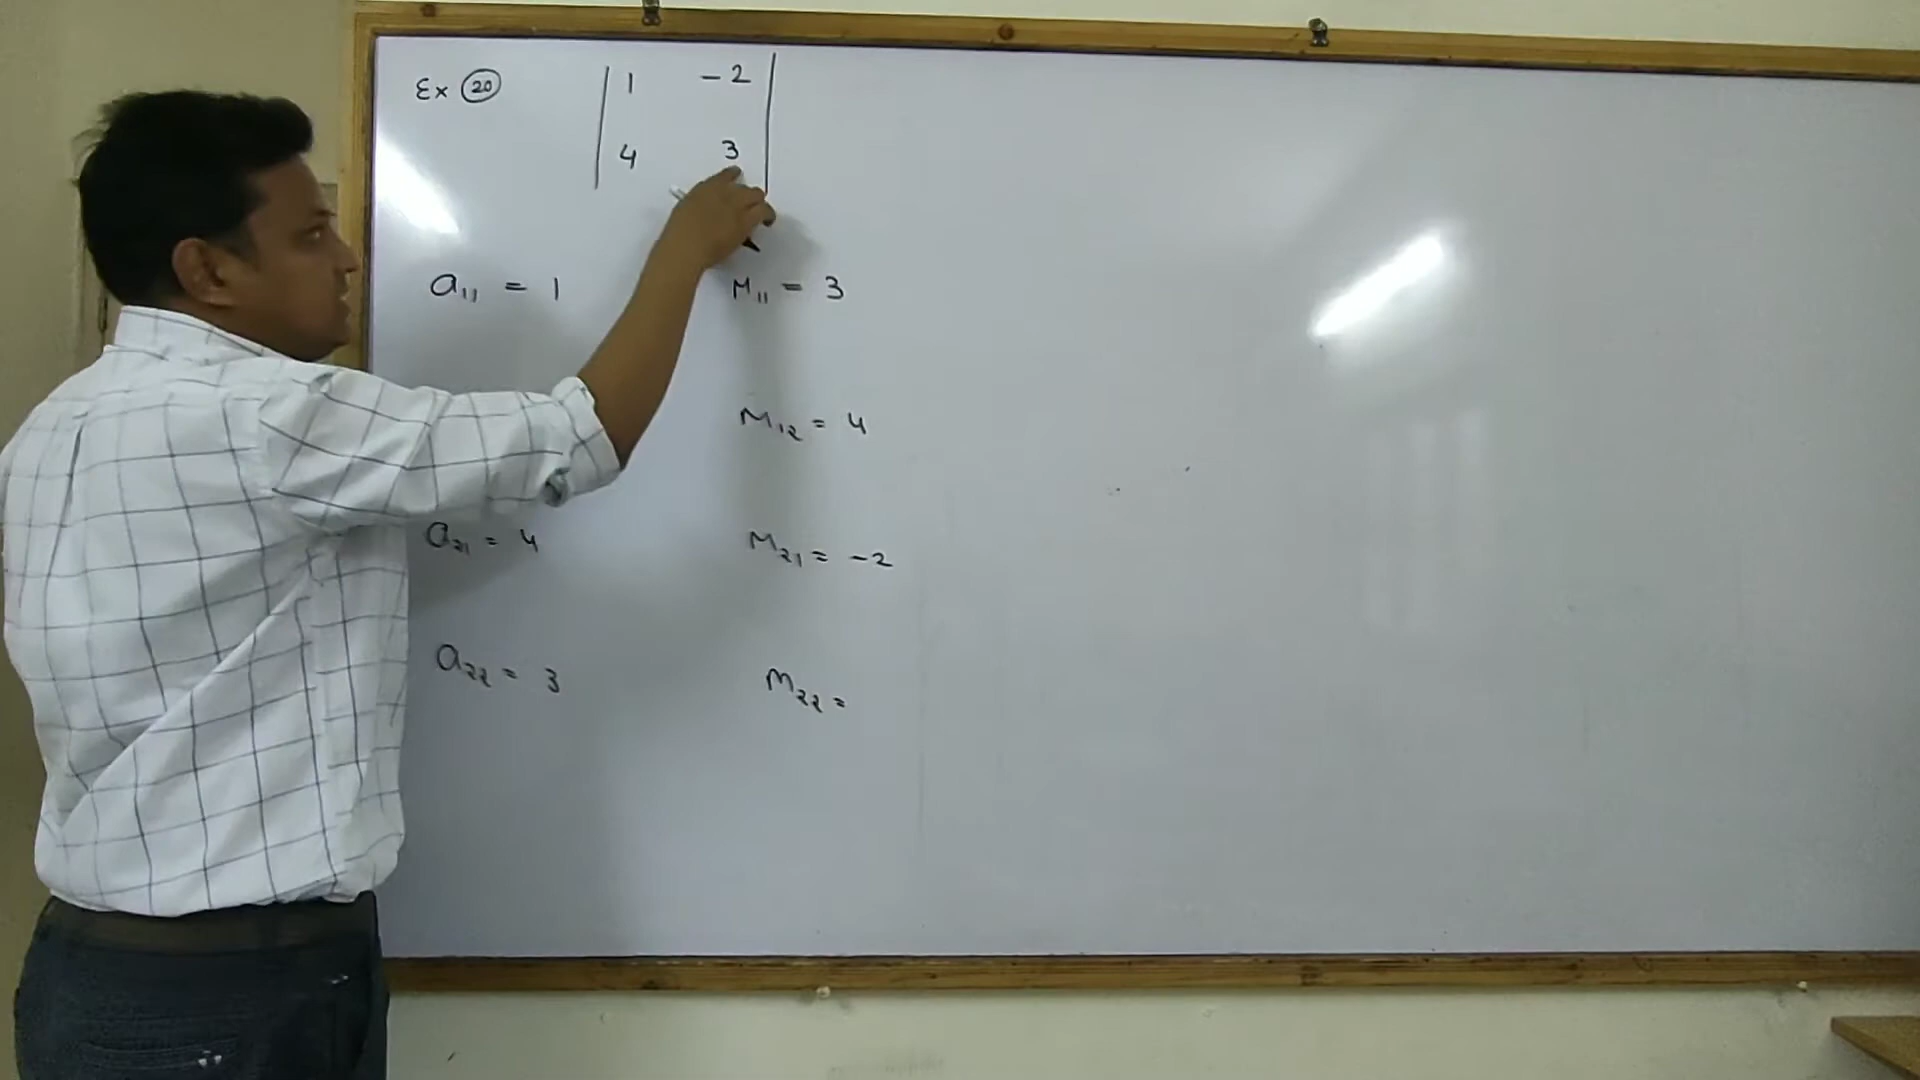 Ex 20 | 1 -2 |
| 4 3 |
a11 = 1 M11 = 3
M12 = 4
a21 = 4 M21 = -2
a22 = 3 M22 =